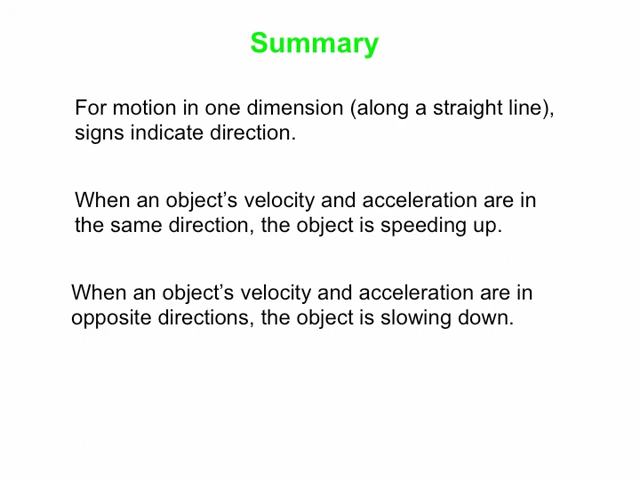 Summary
For motion in one dimension (along a straight line),
signs indicate direction.
When an object’s velocity and acceleration are in
the same direction, the object is speeding up.
When an object’s velocity and acceleration are in
opposite directions, the object is slowing down.